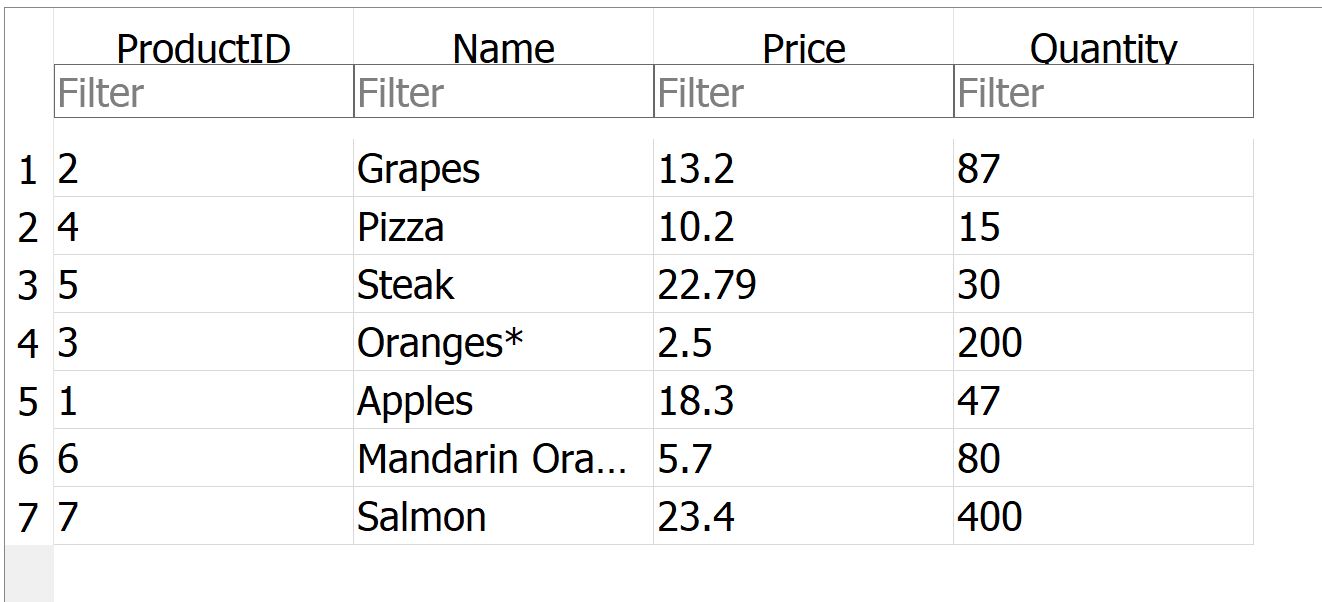 ProductID Name Price Quantity
Filter Filter Filter Filter
1 2 Grapes 13.2 87
2 4 Pizza 10.2 15
3 5 Steak 22.79 30
4 3 Oranges* 2.5 200
5 1 Apples 18.3 47
6 6 Mandarin Ora... 5.7 80
7 7 Salmon 23.4 400